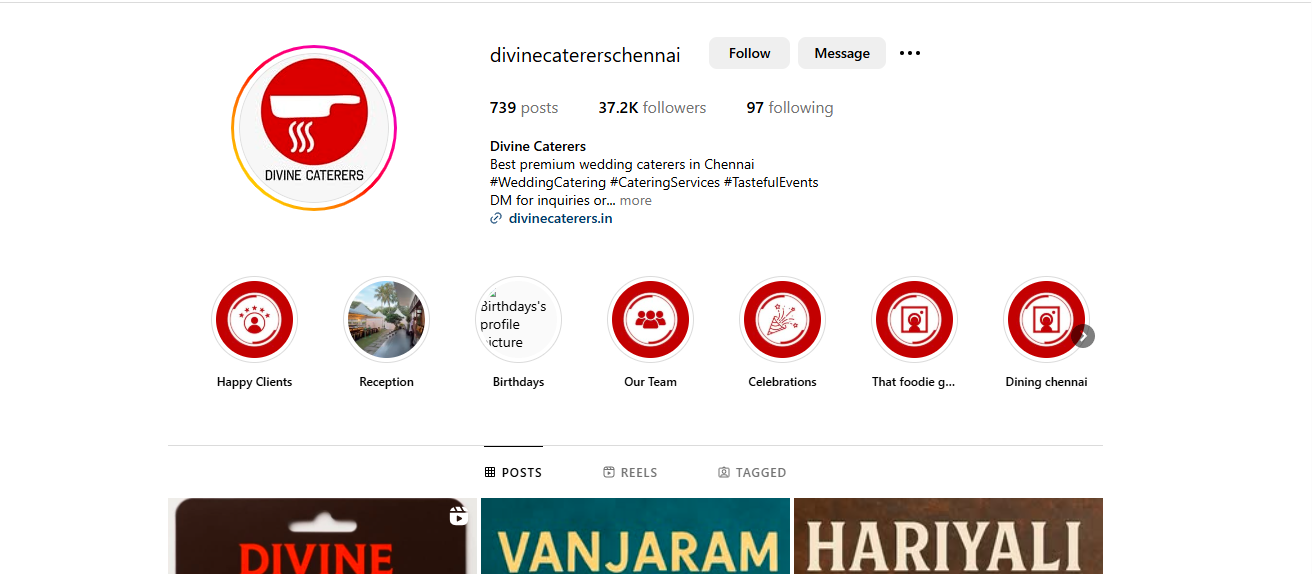 divinecatererschennai
Follow
Message
739 posts
37.2K followers
97 following
DIVINE CATERERS
Divine Caterers
Best premium wedding caterers in Chennai
#WeddingCatering #CateringServices #TastefulEvents
DM for inquiries or... more
divinecaterers.in
Birthdays's
profile
picture
Happy Clients
Reception
Birthdays
Our Team
Celebrations
That foodie g...
Dining chennai
POSTS
REELS
TAGGED
DIVINE
VANJARAM
HARIYALI